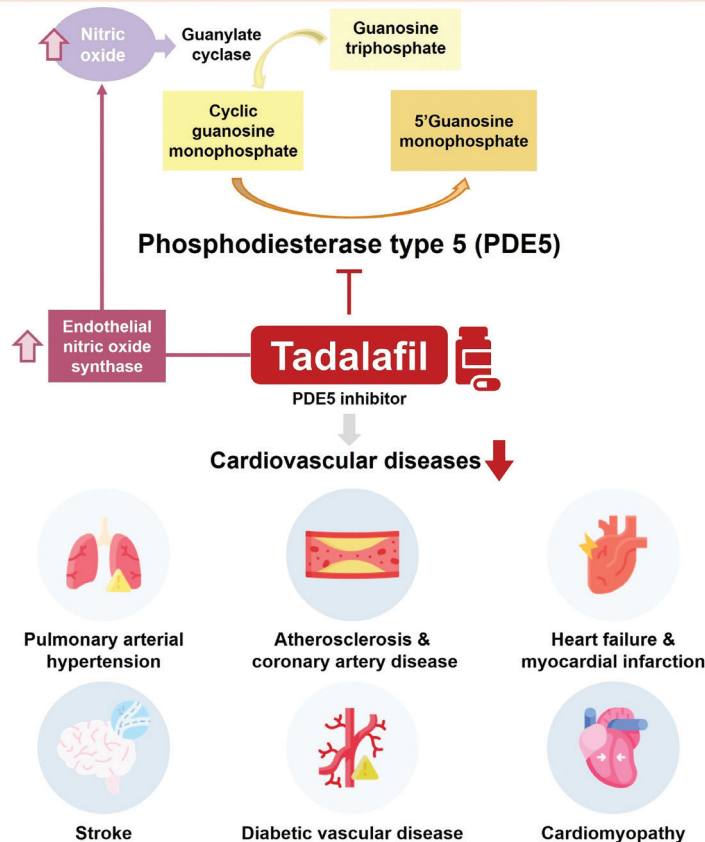 Nitric
oxide
Guanylate
cyclase
Guanosine
triphosphate
Cyclic
guanosine
monophosphate
5'Guanosine
monophosphate
Phosphodiesterase type 5 (PDE5)
Endothelial
nitric oxide
synthase
Tadalafil
PDE5 inhibitor
Cardiovascular diseases
Pulmonary arterial
hypertension
Atherosclerosis &
coronary artery disease
Heart failure &
myocardial infarction
Stroke
Diabetic vascular disease
Cardiomyopathy